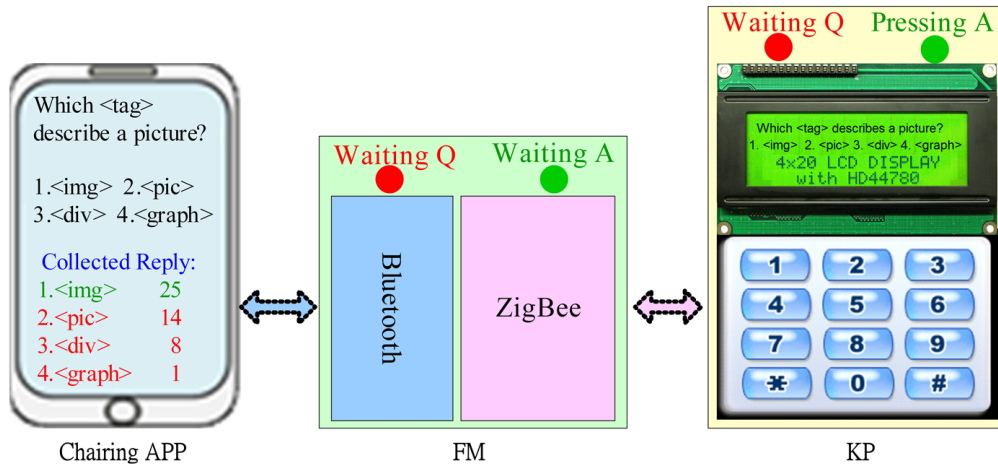 Which <tag>
describe a picture?
1.<img> 2.<pic>
3.<div> 4.<graph>
Collected Reply:
1.<img> 25
2.<pic> 14
3.<div> 8
4.<graph> 1
Chairing APP
Waiting Q
Waiting A
Bluetooth
ZigBee
FM
Waiting Q
Pressing A
Which <tag> describes a picture?
1. <img> 2. <pic> 3. <div> 4. <graph>
4x20 LCD DISPLAY
with HD44780
1 2 3
4 5 6
7 8 9
* 0 #
KP